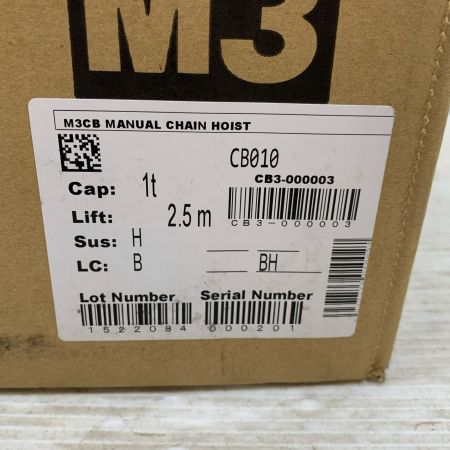 M3
M3CB MANUAL CHAIN HOIST
CB010
Cap: 1t
CB3-000003
Lift: 2.5 m
CB3-000003
Sus: H
LC: B BH
Lot Number Serial Number
1522084 000201